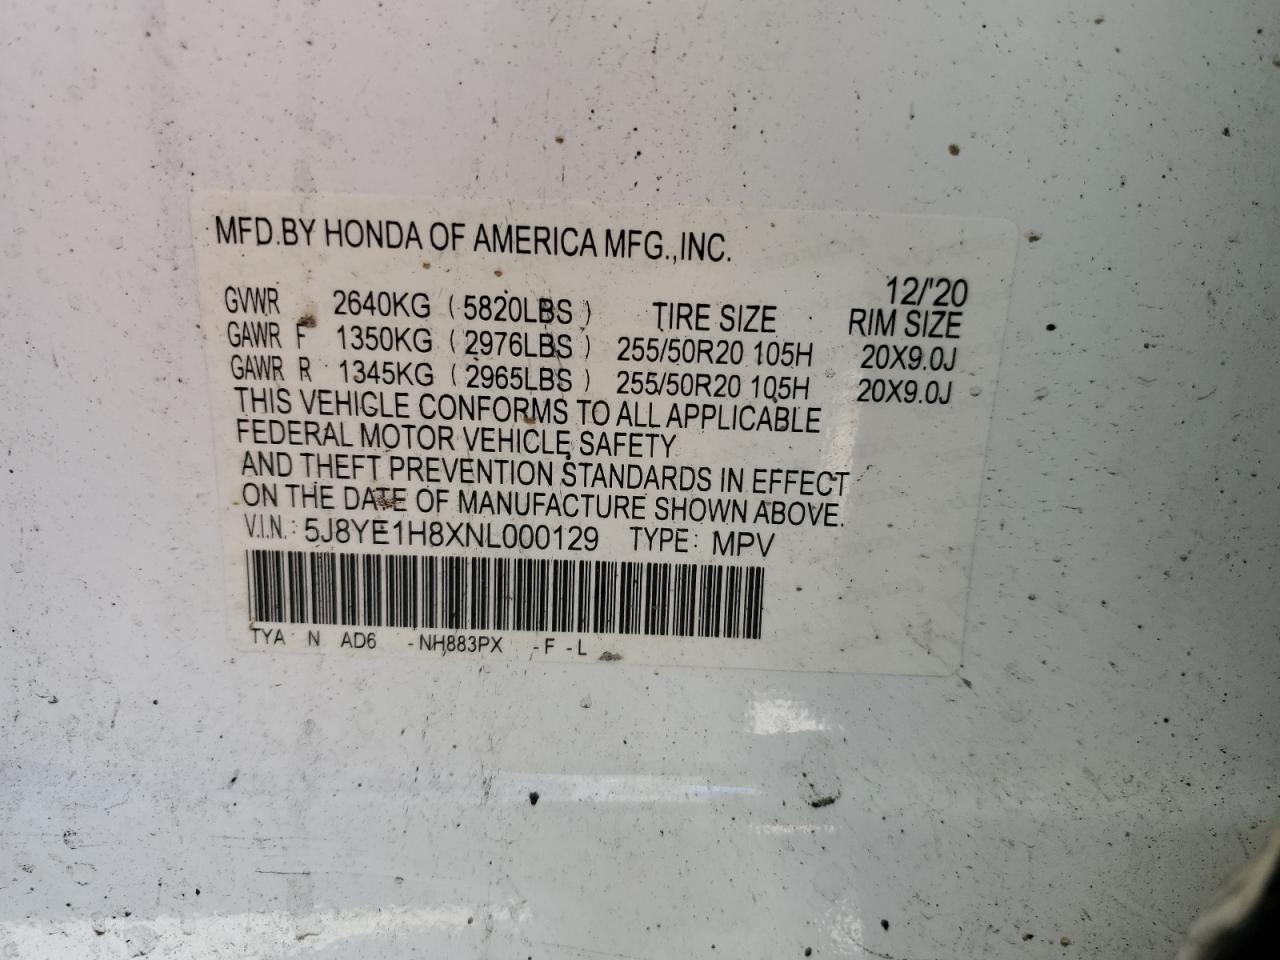 MFD.BY HONDA OF AMERICA MFG.,INC.
12/'20
GVWR 2640KG (5820LBS) TIRE SIZE RIM SIZE
GAWR F 1350KG (2976LBS) 255/50R20 105H 20X9.0J
GAWR R 1345KG (2965LBS) 255/50R20 105H 20X9.0J
THIS VEHICLE CONFORMS TO ALL APPLICABLE
FEDERAL MOTOR VEHICLE SAFETY
AND THEFT PREVENTION STANDARDS IN EFFECT
ON THE DATE OF MANUFACTURE SHOWN ABOVE.
V.I.N.: 5J8YE1H8XNL000129 TYPE: MPV
TYA N AD6 -NH883PX -F -L